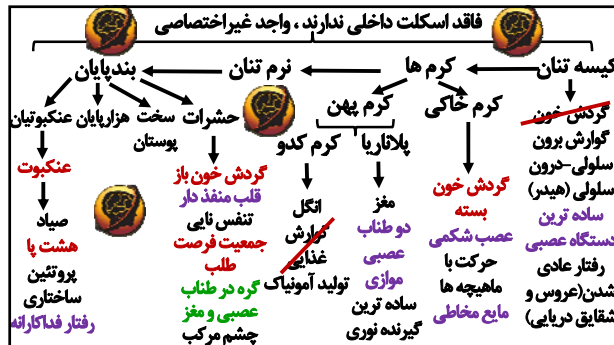 فاقد اسکلت داخلی ندارند ، واجد غیراختصاصی
کیسه تنان
کرم ها
نرم تنان
بندپایان
گردش خون
گوارش برون
سلولی-درون
سلولی (هیدر)
ساده ترین
دستگاه عصبی
رفتار عادی
شدن(عروس و
شقایق دریایی)
کرم خاکی
گردش خون
بسته
عصب شکمی
حرکت با
ماهیچه ها
مایع مخاطی
کرم پهن
پلاناریا
مغز
دو طناب
عصبی
موازی
ساده ترین
گیرنده نوری
کرم کدو
انگل
گوارش
غذایی
تولید آمونیاک
حشرات
گردش خون باز
قلب منفذ دار
تنفس نایی
جمعیت فرصت
طلب
گره در طناب
عصبی و مغز
چشم مرکب
سخت
پوستان
هزارپایان
عنکبوتیان
عنکبوت
صیاد
هشت پا
پروتئین
ساختاری
رفتار فداکارانه